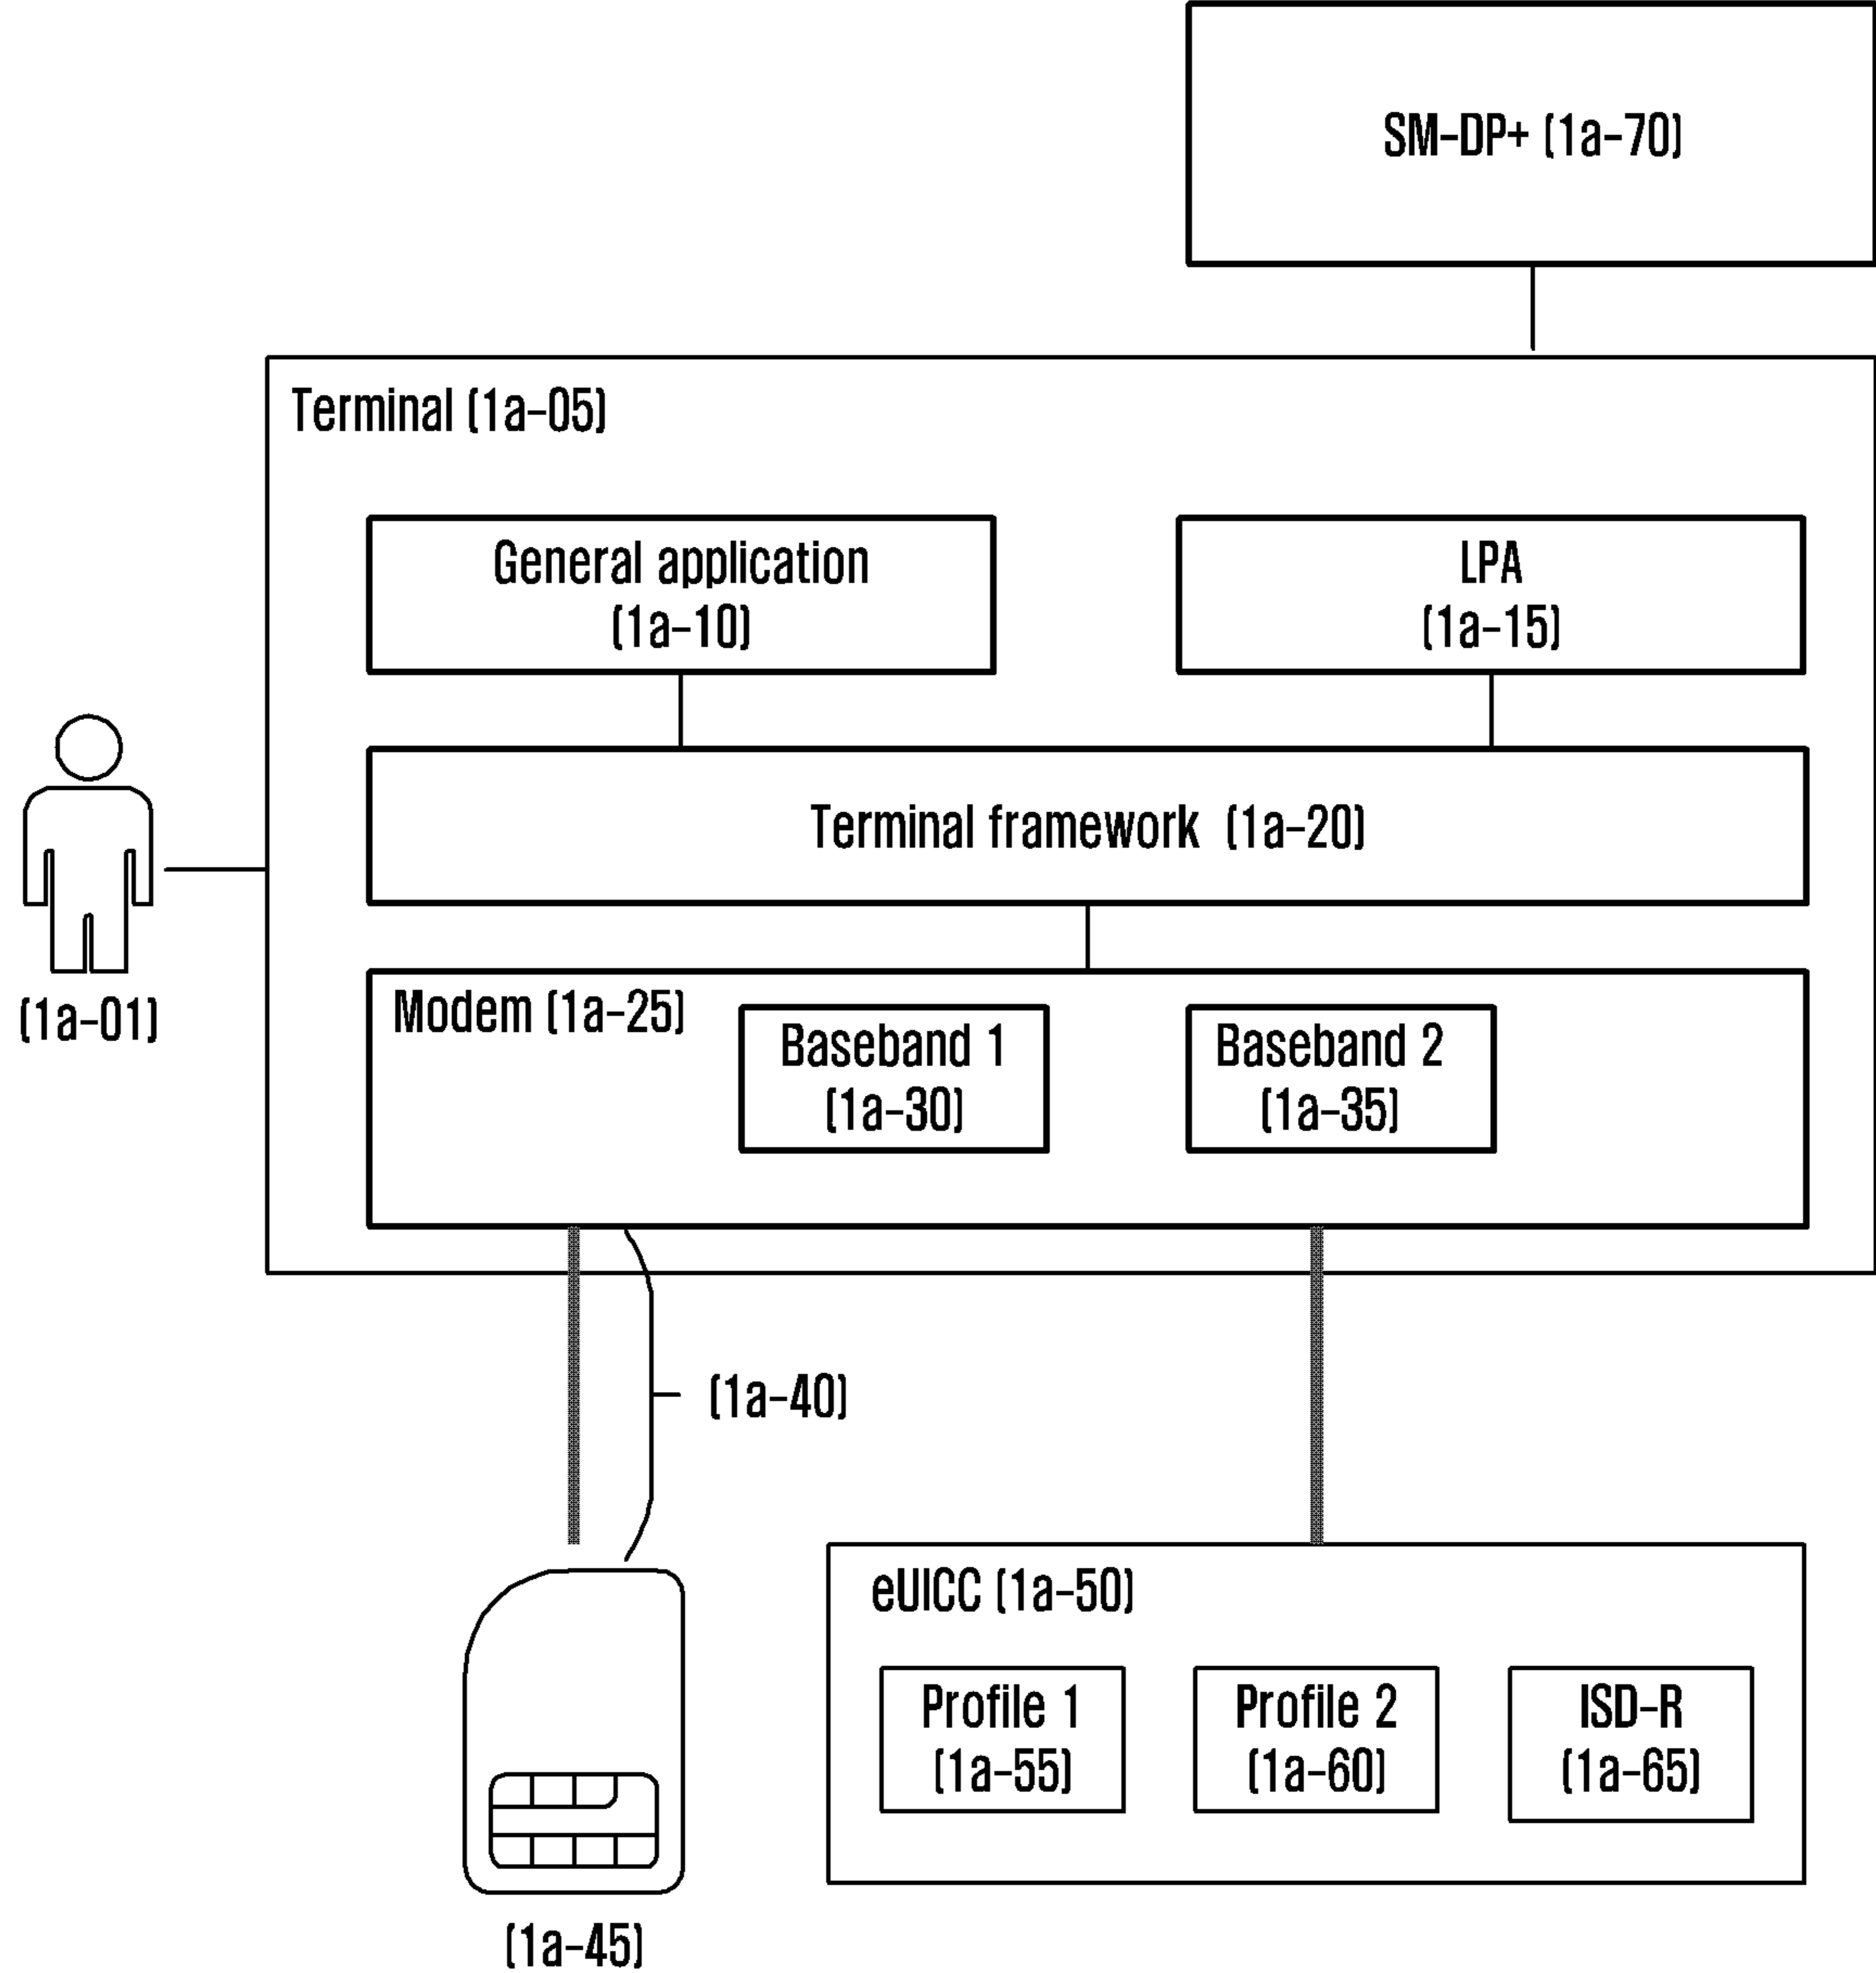 SM-DP+ (1a-70)
Terminal (1a-05)
General application
(1a-10)
LPA
(1a-15)
Terminal framework (1a-20)
(1a-01)
Modem (1a-25)
Baseband 1
(1a-30)
Baseband 2
(1a-35)
(1a-40)
eUICC (1a-50)
Profile 1
(1a-55)
Profile 2
(1a-60)
ISD-R
(1a-65)
(1a-45)